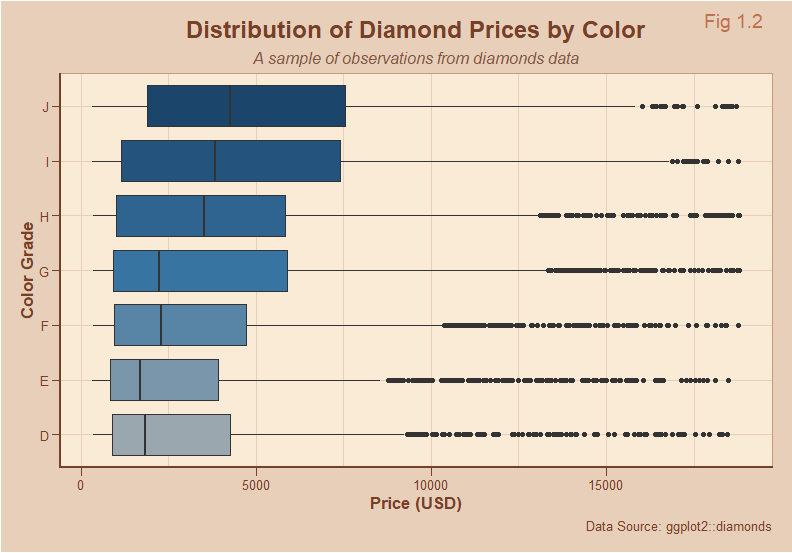 Distribution of Diamond Prices by Color
Fig 1.2
A sample of observations from diamonds data
J
I
H
G
F
E
D
Color Grade
0 5000 10000 15000
Price (USD)
Data Source: ggplot2::diamonds